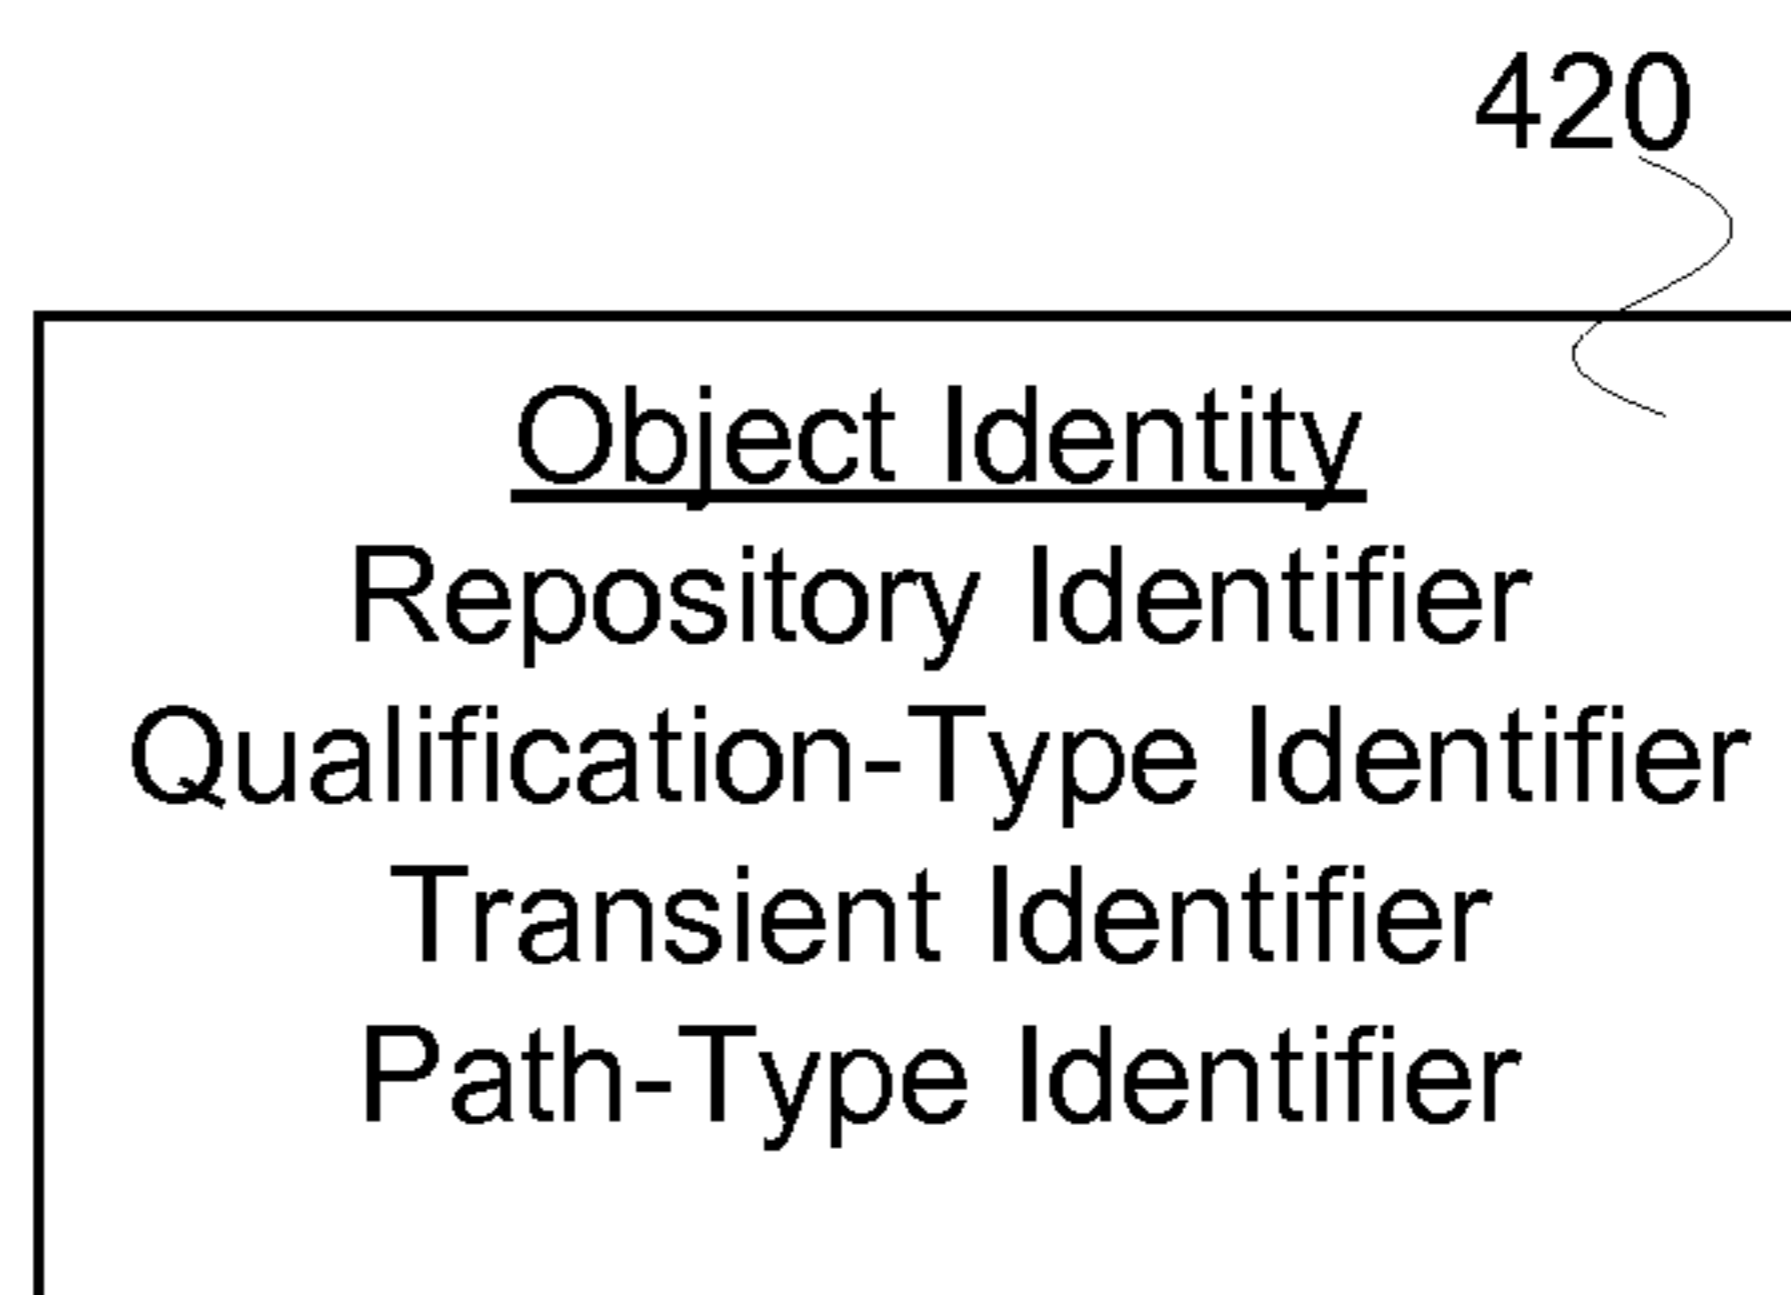 420
Object Identity
Repository Identifier
Qualification-Type Identifier
Transient Identifier
Path-Type Identifier